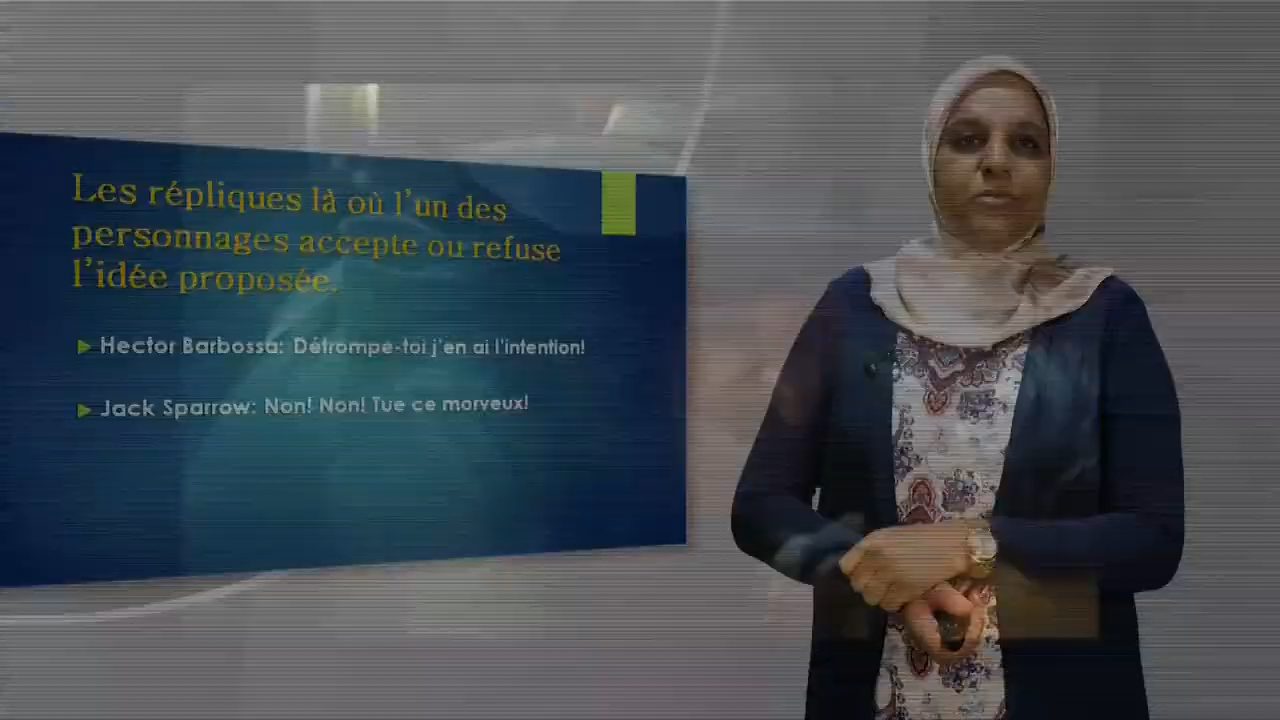 Les répliques là où l'un des
personnages accepte ou refuse
l'idée proposée.
Hector Barbossa: Détrompe-toi j'en ai l'intention!
Jack Sparrow: Non! Non! Tue ce morveux!